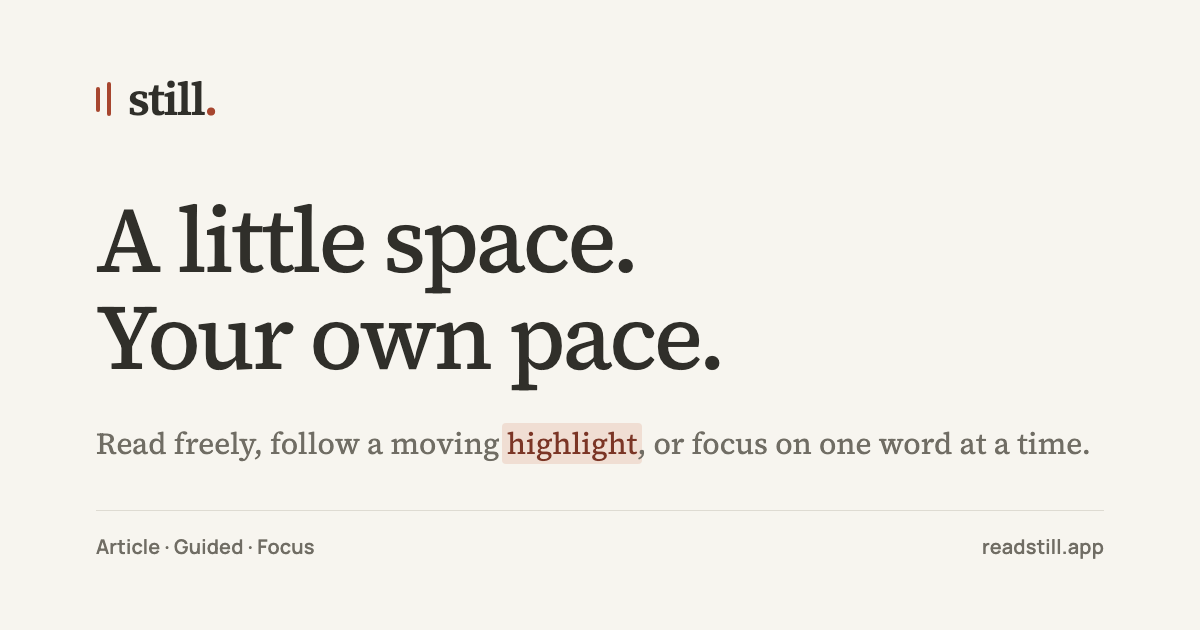 still.
A little space.
Your own pace.
Read freely, follow a moving highlight, or focus on one word at a time.
Article · Guided · Focus
readstill.app